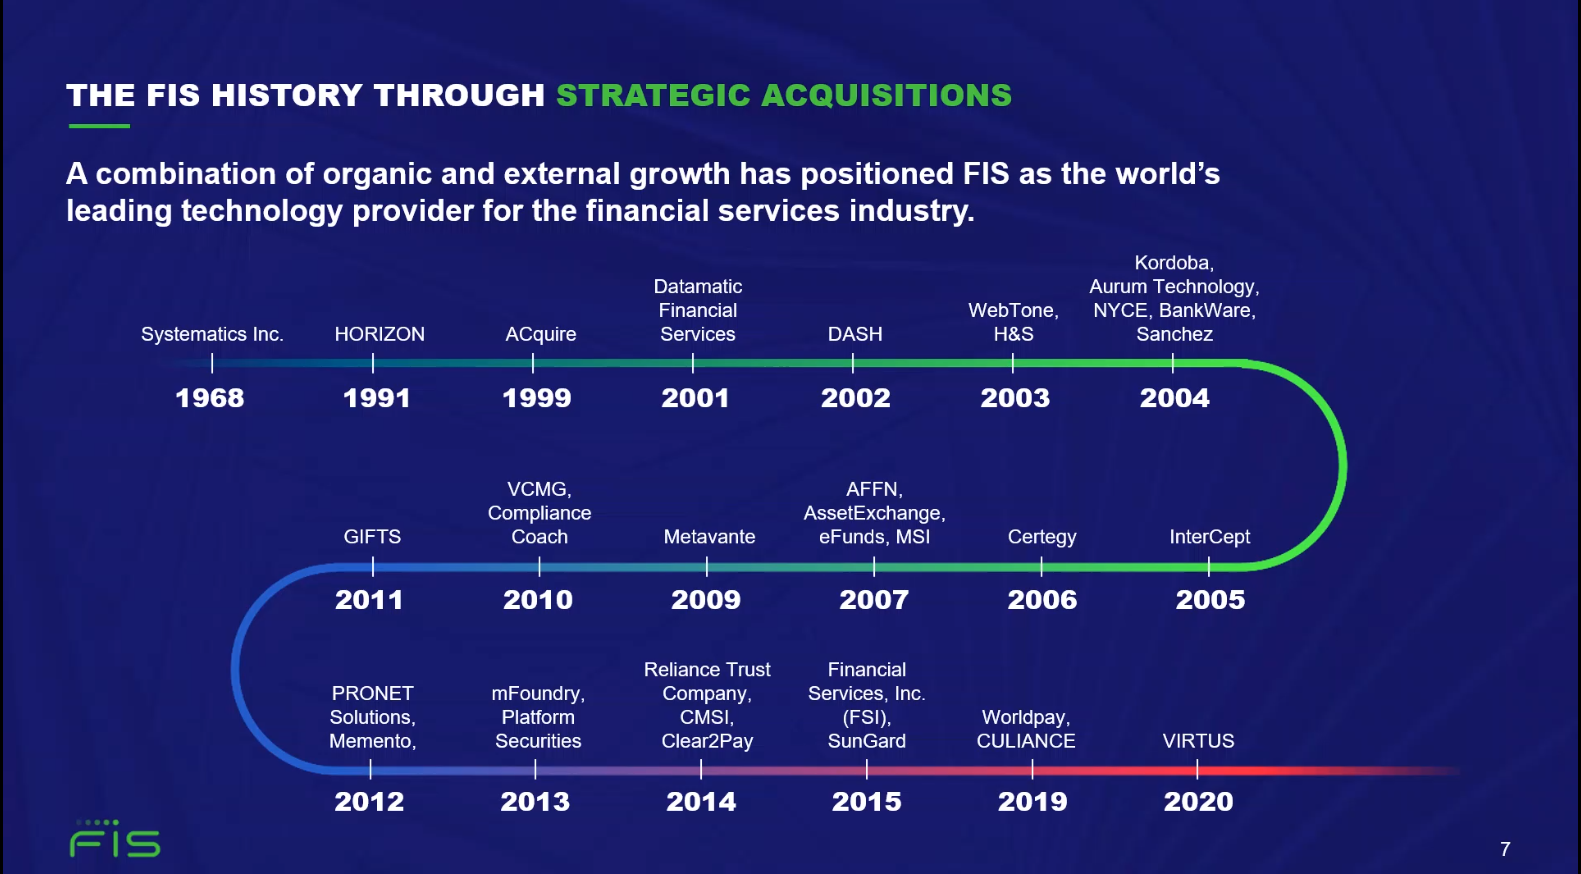 THE FIS HISTORY THROUGH STRATEGIC ACQUISITIONS
A combination of organic and external growth has positioned FIS as the world's
leading technology provider for the financial services industry.
Systematics Inc.
1968
HORIZON
1991
ACquire
1999
Datamatic
Financial
Services
2001
DASH
2002
WebTone,
H&S
2003
Kordoba,
Aurum Technology,
NYCE, BankWare,
Sanchez
2004
GIFTS
2011
VCMG,
Compliance
Coach
2010
Metavante
2009
AFFN,
AssetExchange,
eFunds, MSI
2007
Certegy
2006
InterCept
2005
PRONET
Solutions,
Memento,
2012
mFoundry,
Platform
Securities
2013
Reliance Trust
Company,
CMSI,
Clear2Pay
2014
Financial
Services, Inc.
(FSI),
SunGard
2015
Worldpay,
CULIANCE
2019
VIRTUS
2020
FIS
7